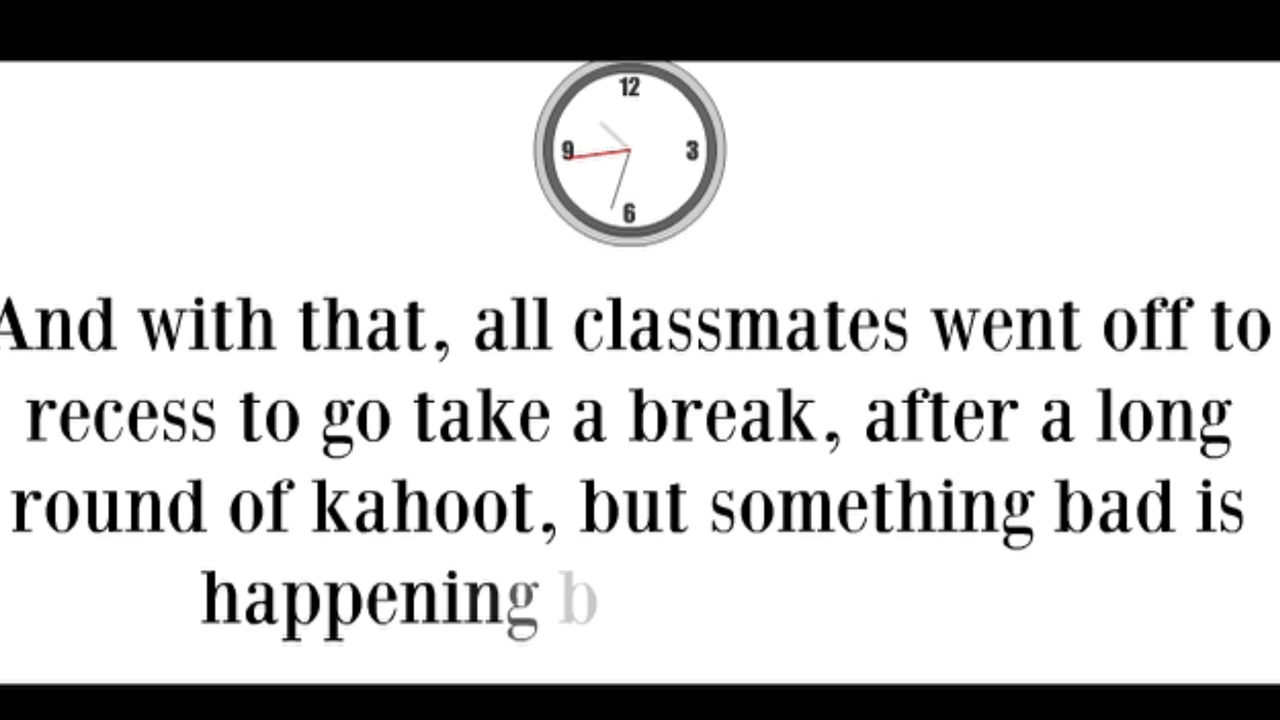 12
9 3
6
And with that, all classmates went off to
recess to go take a break, after a long
round of kahoot, but something bad is
happening b